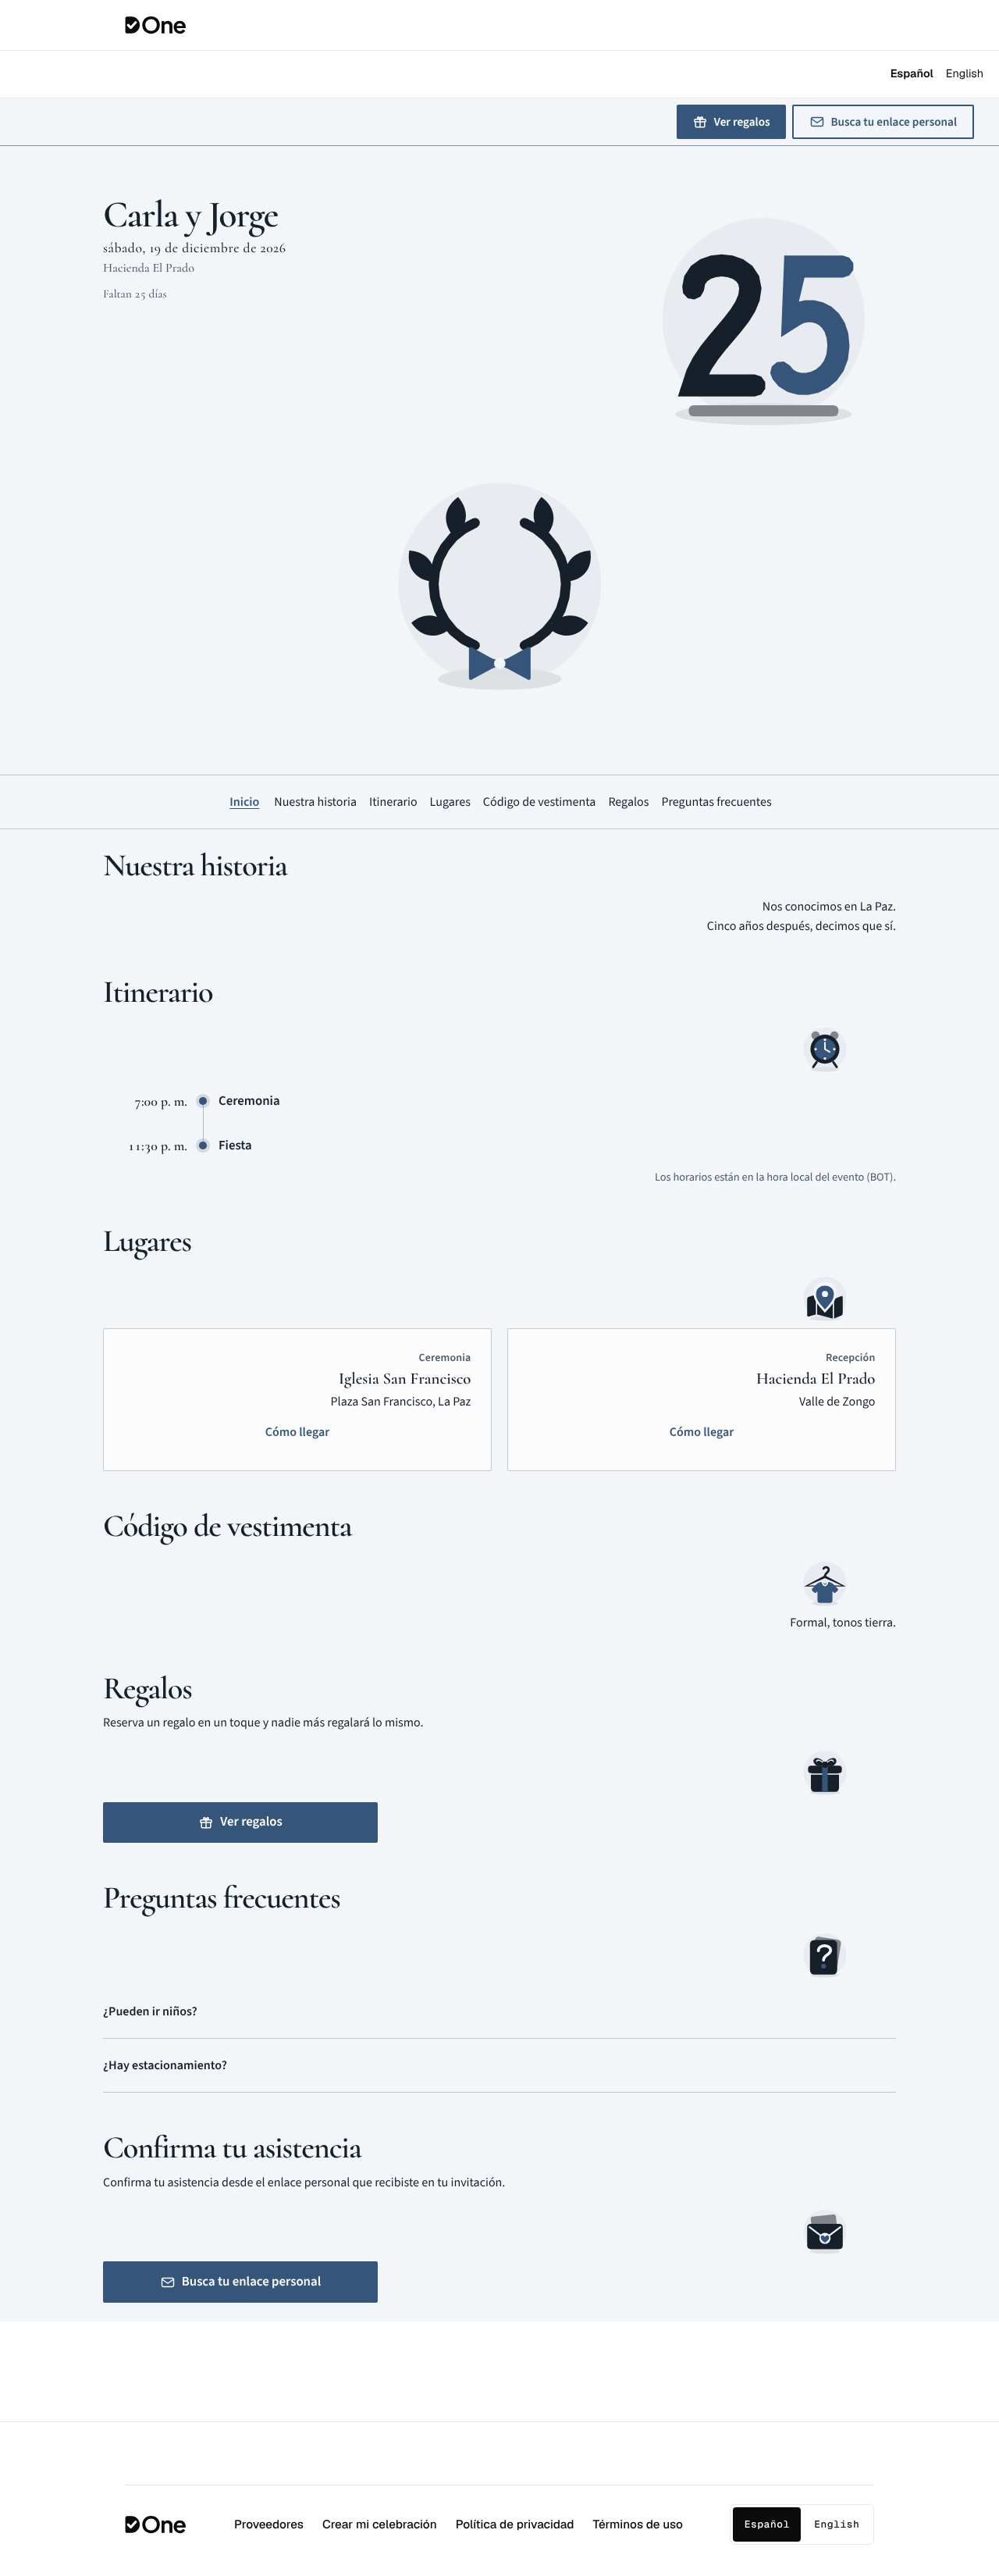 One
Español English
Ver regalos Busca tu enlace personal
Carla y Jorge
sábado, 19 de diciembre de 2026
Hacienda El Prado
Faltan 25 días
25
Inicio Nuestra historia Itinerario Lugares Código de vestimenta Regalos Preguntas frecuentes
Nuestra historia
Nos conocimos en La Paz.
Cinco años después, decimos que sí.
Itinerario
7:00 p. m. Ceremonia
11:30 p. m. Fiesta
Los horarios están en la hora local del evento (BOT).
Lugares
Ceremonia
Iglesia San Francisco
Plaza San Francisco, La Paz
Cómo llegar
Recepción
Hacienda El Prado
Valle de Zongo
Cómo llegar
Código de vestimenta
Formal, tonos tierra.
Regalos
Reserva un regalo en un toque y nadie más regalará lo mismo.
Ver regalos
Preguntas frecuentes
?
¿Pueden ir niños?
¿Hay estacionamiento?
Confirma tu asistencia
Confirma tu asistencia desde el enlace personal que recibiste en tu invitación.
Busca tu enlace personal
One Proveedores Crear mi celebración Política de privacidad Términos de uso Español English